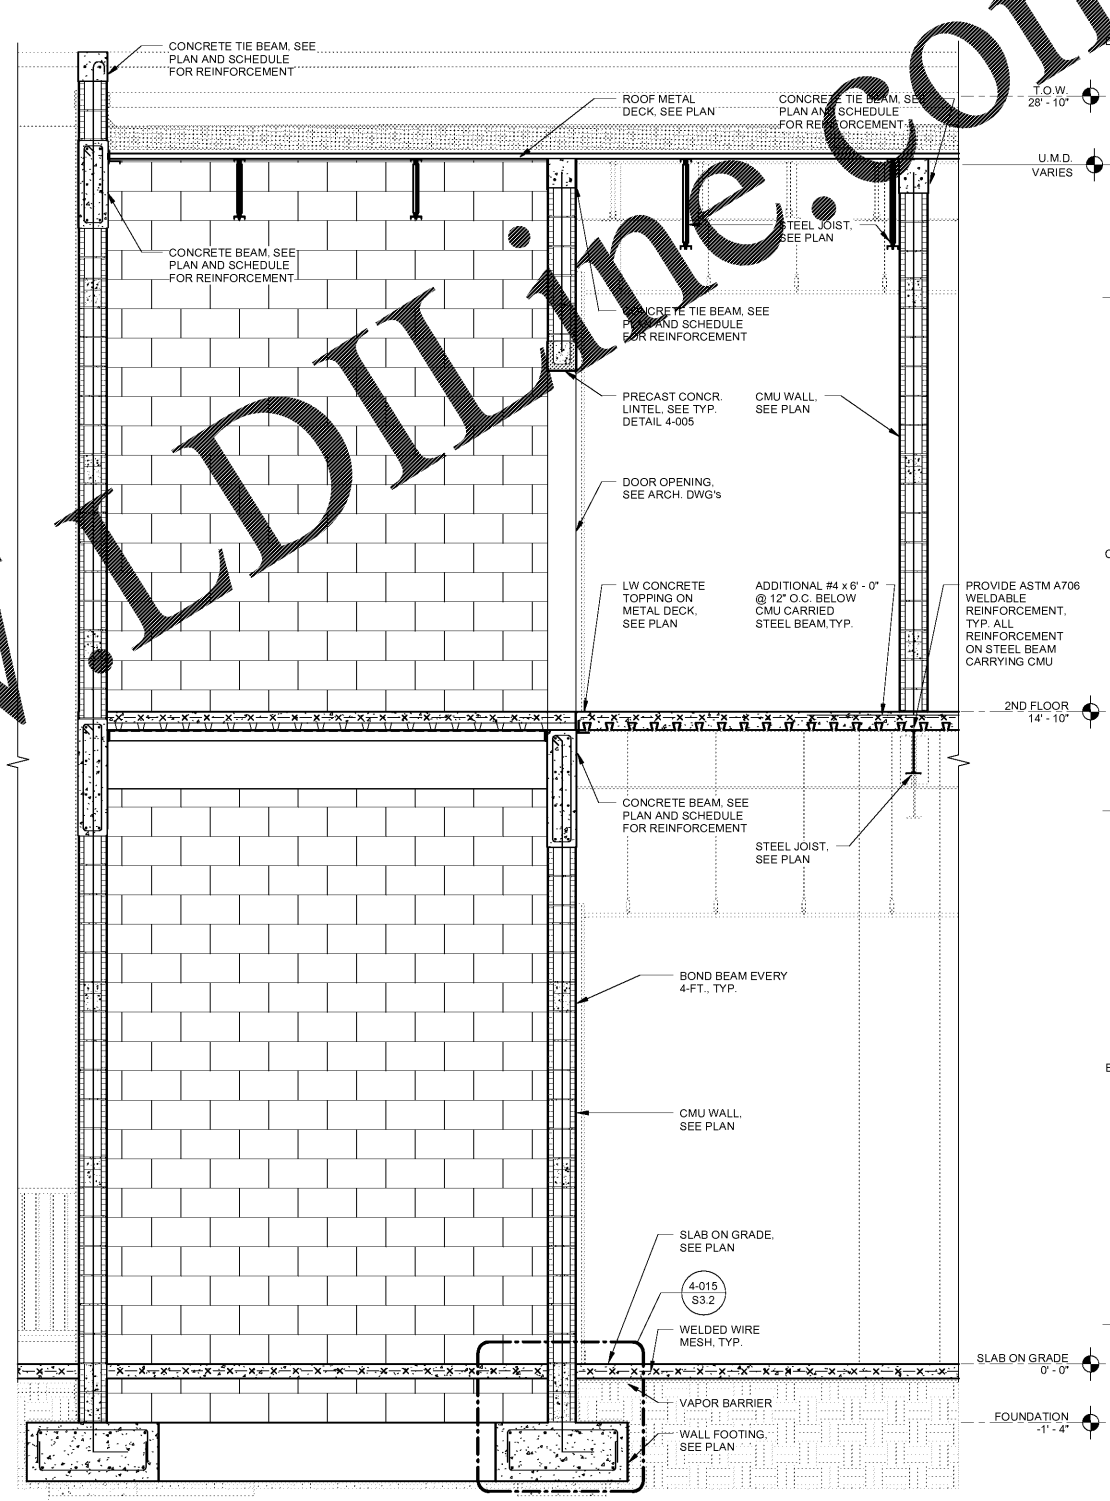 CONCRETE TIE BEAM, SEE
PLAN AND SCHEDULE
FOR REINFORCEMENT
ROOF METAL
DECK, SEE PLAN
CONCRETE TIE BEAM, SEE
PLAN AND SCHEDULE
FOR REINFORCEMENT
T.O.W.
28' - 10"
U.M.D.
VARIES
CONCRETE BEAM, SEE
PLAN AND SCHEDULE
FOR REINFORCEMENT
STEEL JOIST,
SEE PLAN
CONCRETE TIE BEAM, SEE
PLAN AND SCHEDULE
FOR REINFORCEMENT
PRECAST CONCR.
LINTEL, SEE TYP.
DETAIL 4-005
CMU WALL,
SEE PLAN
DOOR OPENING,
SEE ARCH. DWG's
LW CONCRETE
TOPPING ON
METAL DECK,
SEE PLAN
ADDITIONAL #4 x 6' - 0"
@ 12" O.C. BELOW
CMU CARRIED
STEEL BEAM,TYP.
PROVIDE ASTM A706
WELDABLE
REINFORCEMENT,
TYP. ALL
REINFORCEMENT
ON STEEL BEAM
CARRYING CMU
2ND FLOOR
14' - 10"
CONCRETE BEAM, SEE
PLAN AND SCHEDULE
FOR REINFORCEMENT
STEEL JOIST,
SEE PLAN
BOND BEAM EVERY
4-FT., TYP.
CMU WALL,
SEE PLAN
SLAB ON GRADE,
SEE PLAN
4-015
S3.2
WELDED WIRE
MESH, TYP.
SLAB ON GRADE
0' - 0"
VAPOR BARRIER
FOUNDATION
-1' - 4"
WALL FOOTING,
SEE PLAN
.LDILine.com